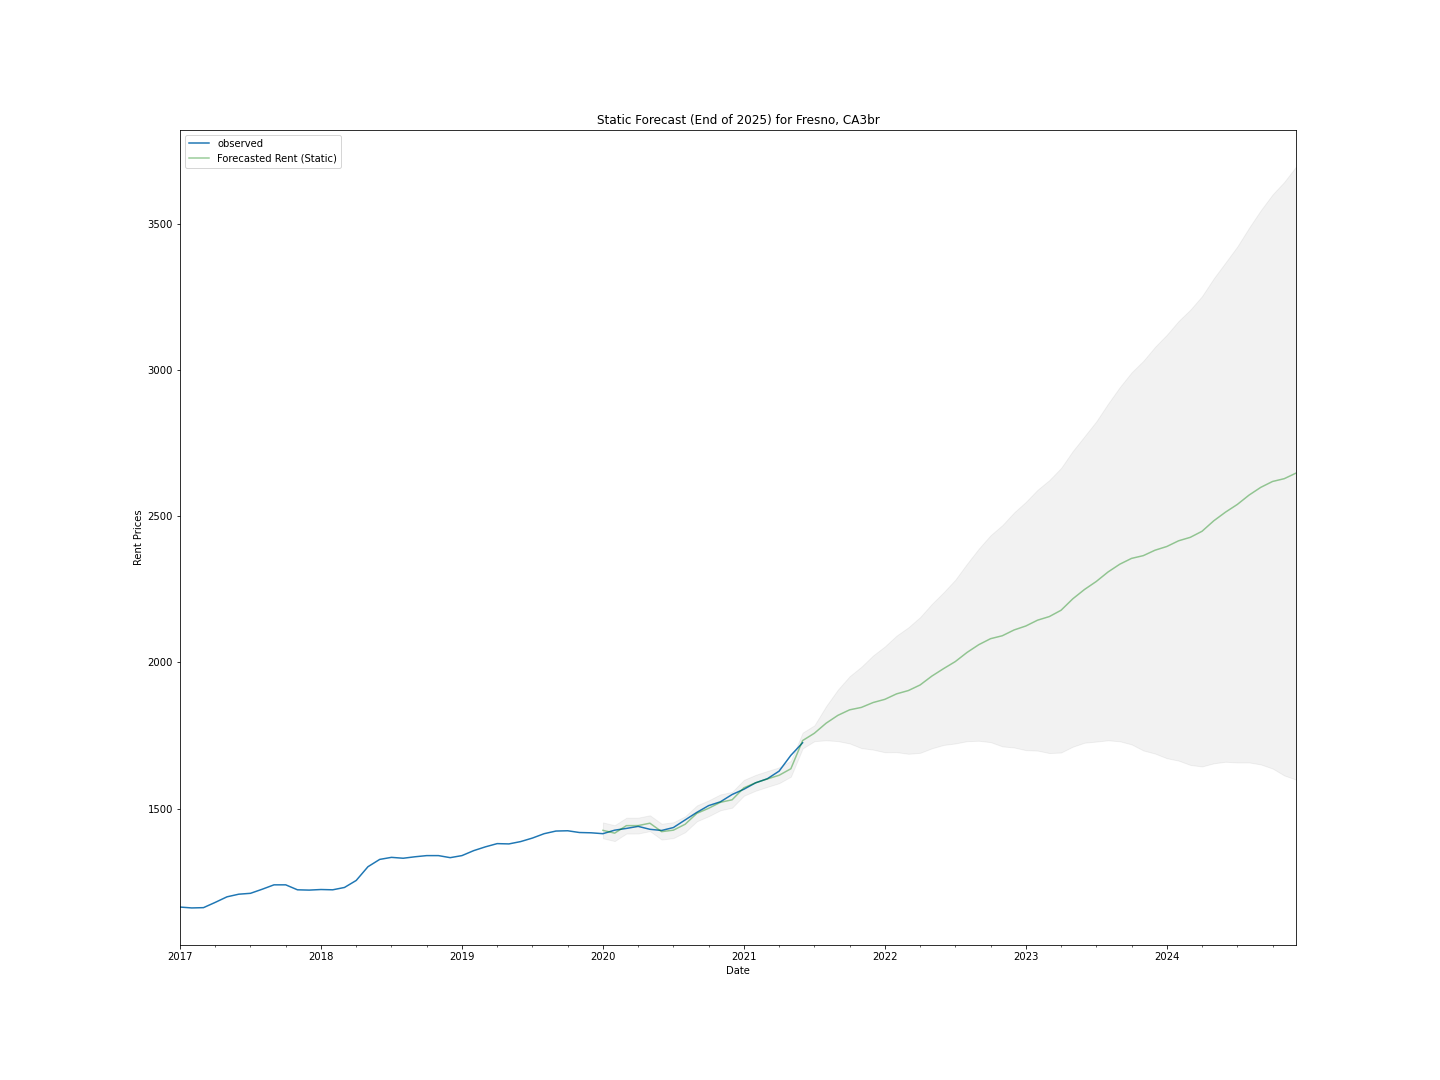 Static Forecast (End of 2025) for Fresno, CA3br
observed
Forecasted Rent (Static)
3500
3000
2500
2000
1500
Rent Prices
2017 2018 2019 2020 2021 2022 2023 2024
Date